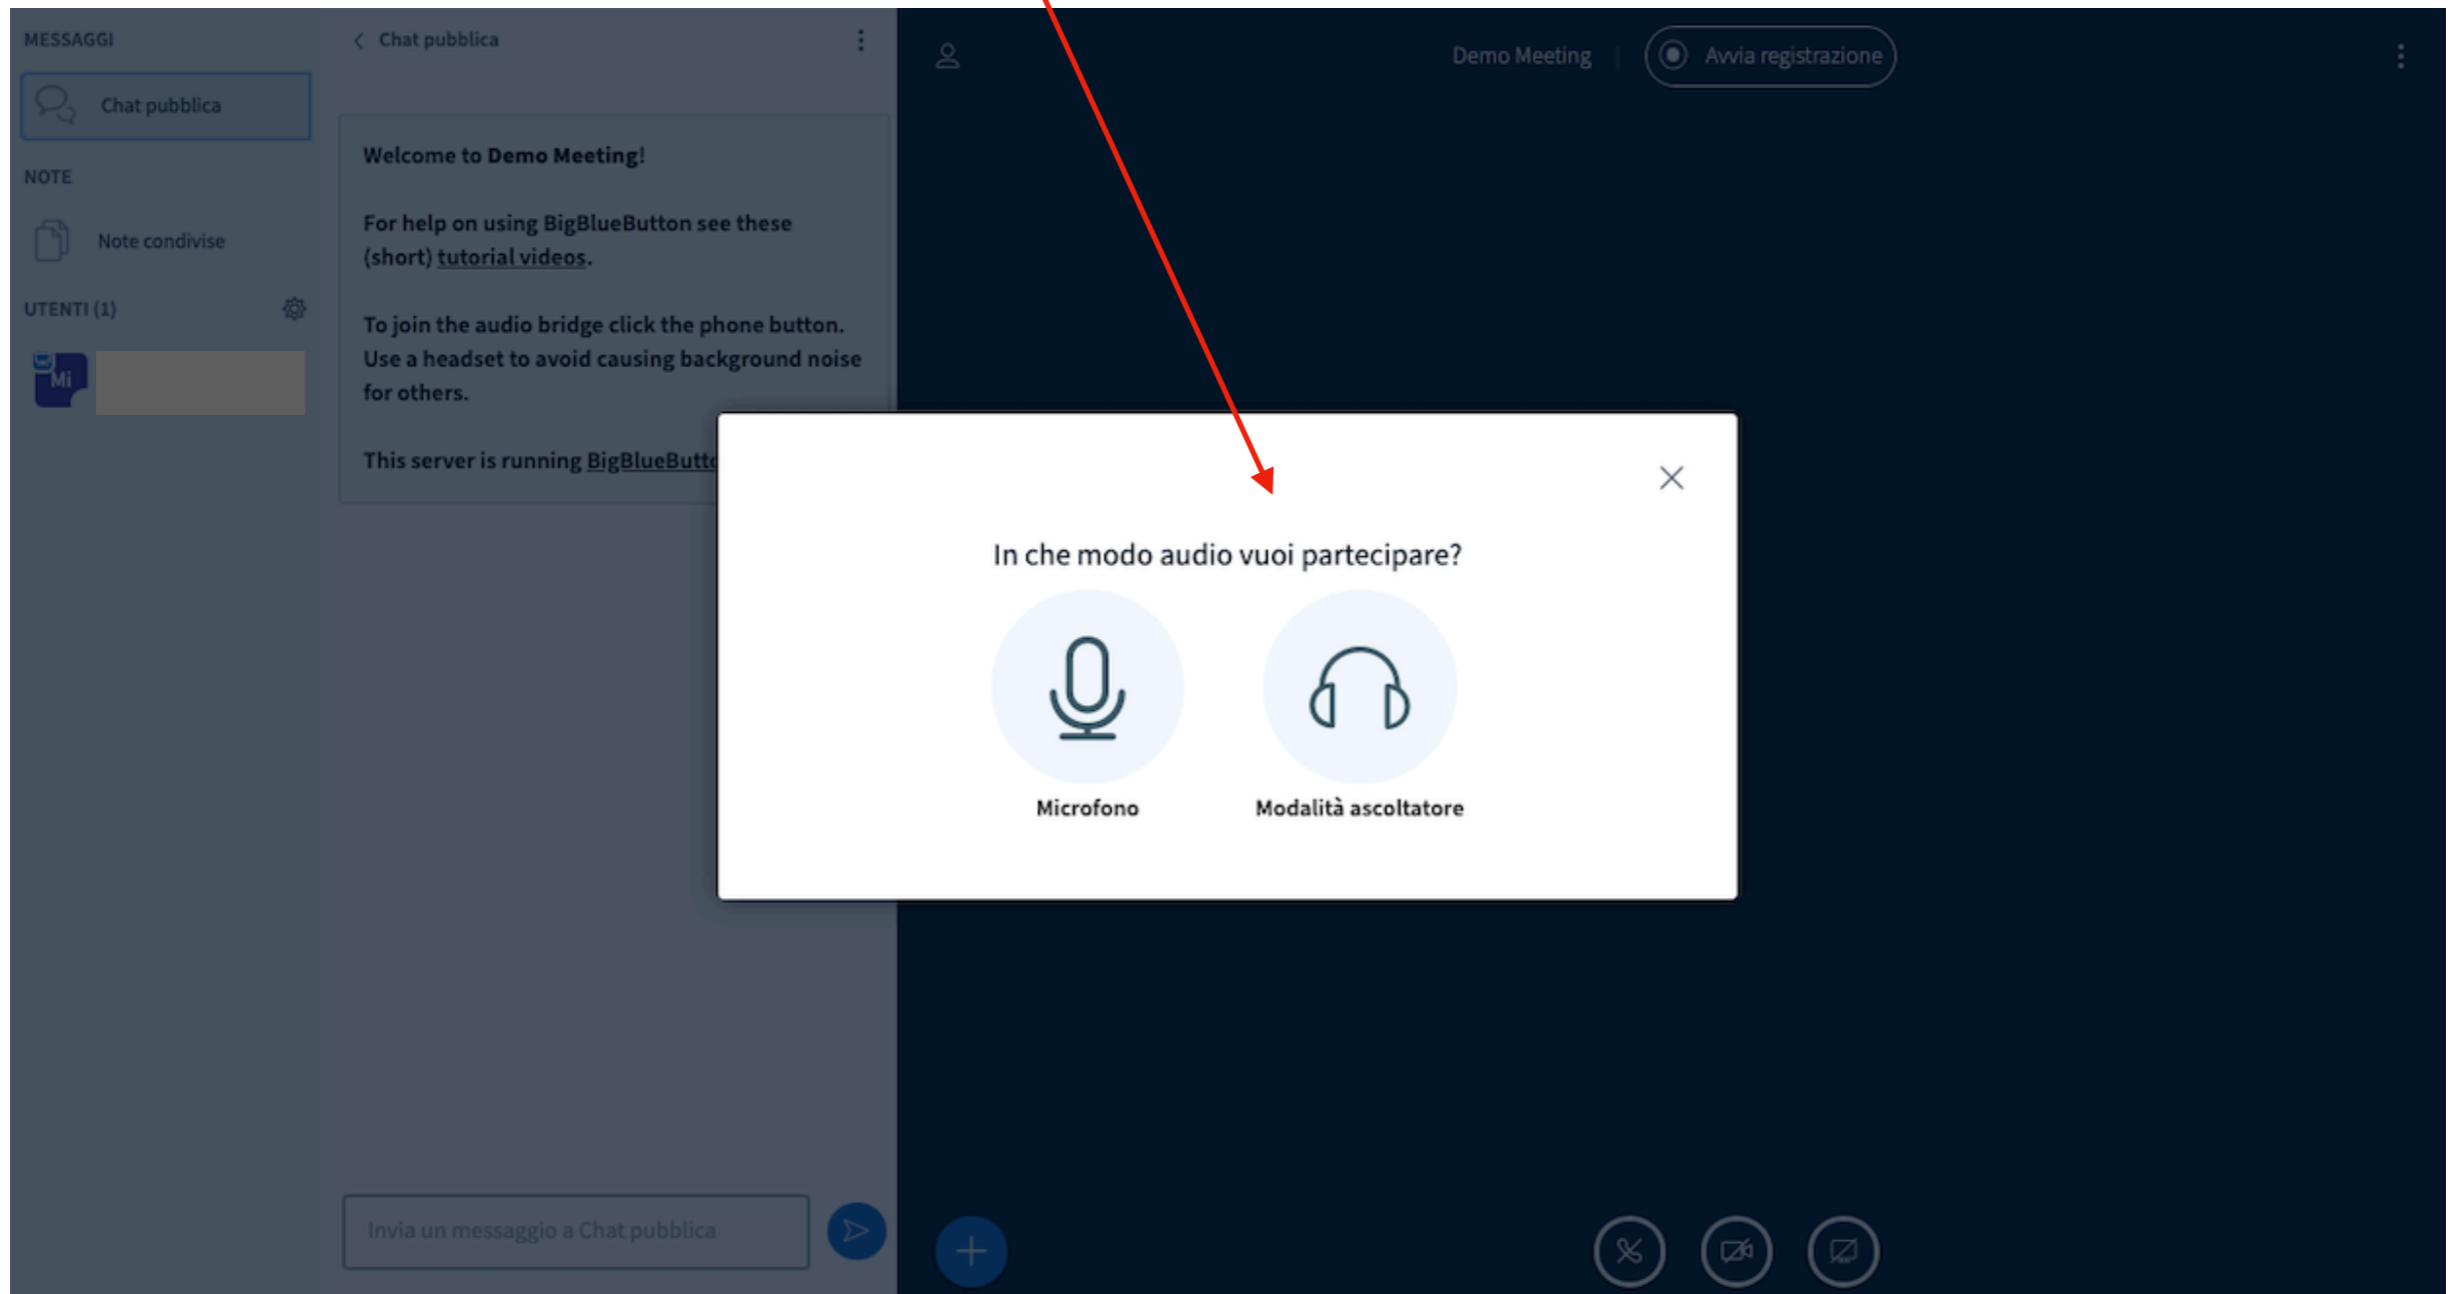 MESSAGGI
Chat pubblica
NOTE
Note condivise
UTENTI (1)
Mi
Chat pubblica
Welcome to Demo Meeting!
For help on using BigBlueButton see these
(short) tutorial videos.
To join the audio bridge click the phone button.
Use a headset to avoid causing background noise
for others.
This server is running BigBlueButto
Invia un messaggio a Chat pubblica
Demo Meeting
Avvia registrazione
In che modo audio vuoi partecipare?
Microfono
Modalità ascoltatore